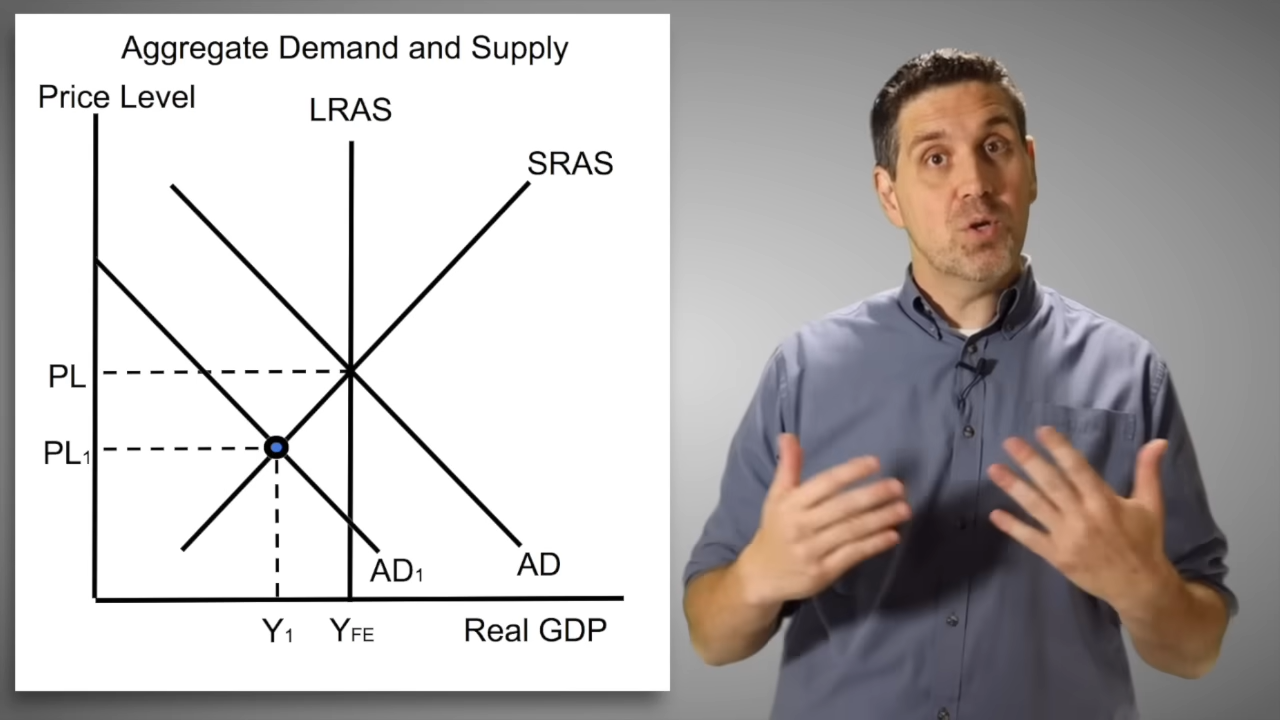 Aggregate Demand and Supply
Price Level
LRAS
SRAS
PL
PL₁
AD₁
AD
Y₁
YFE
Real GDP